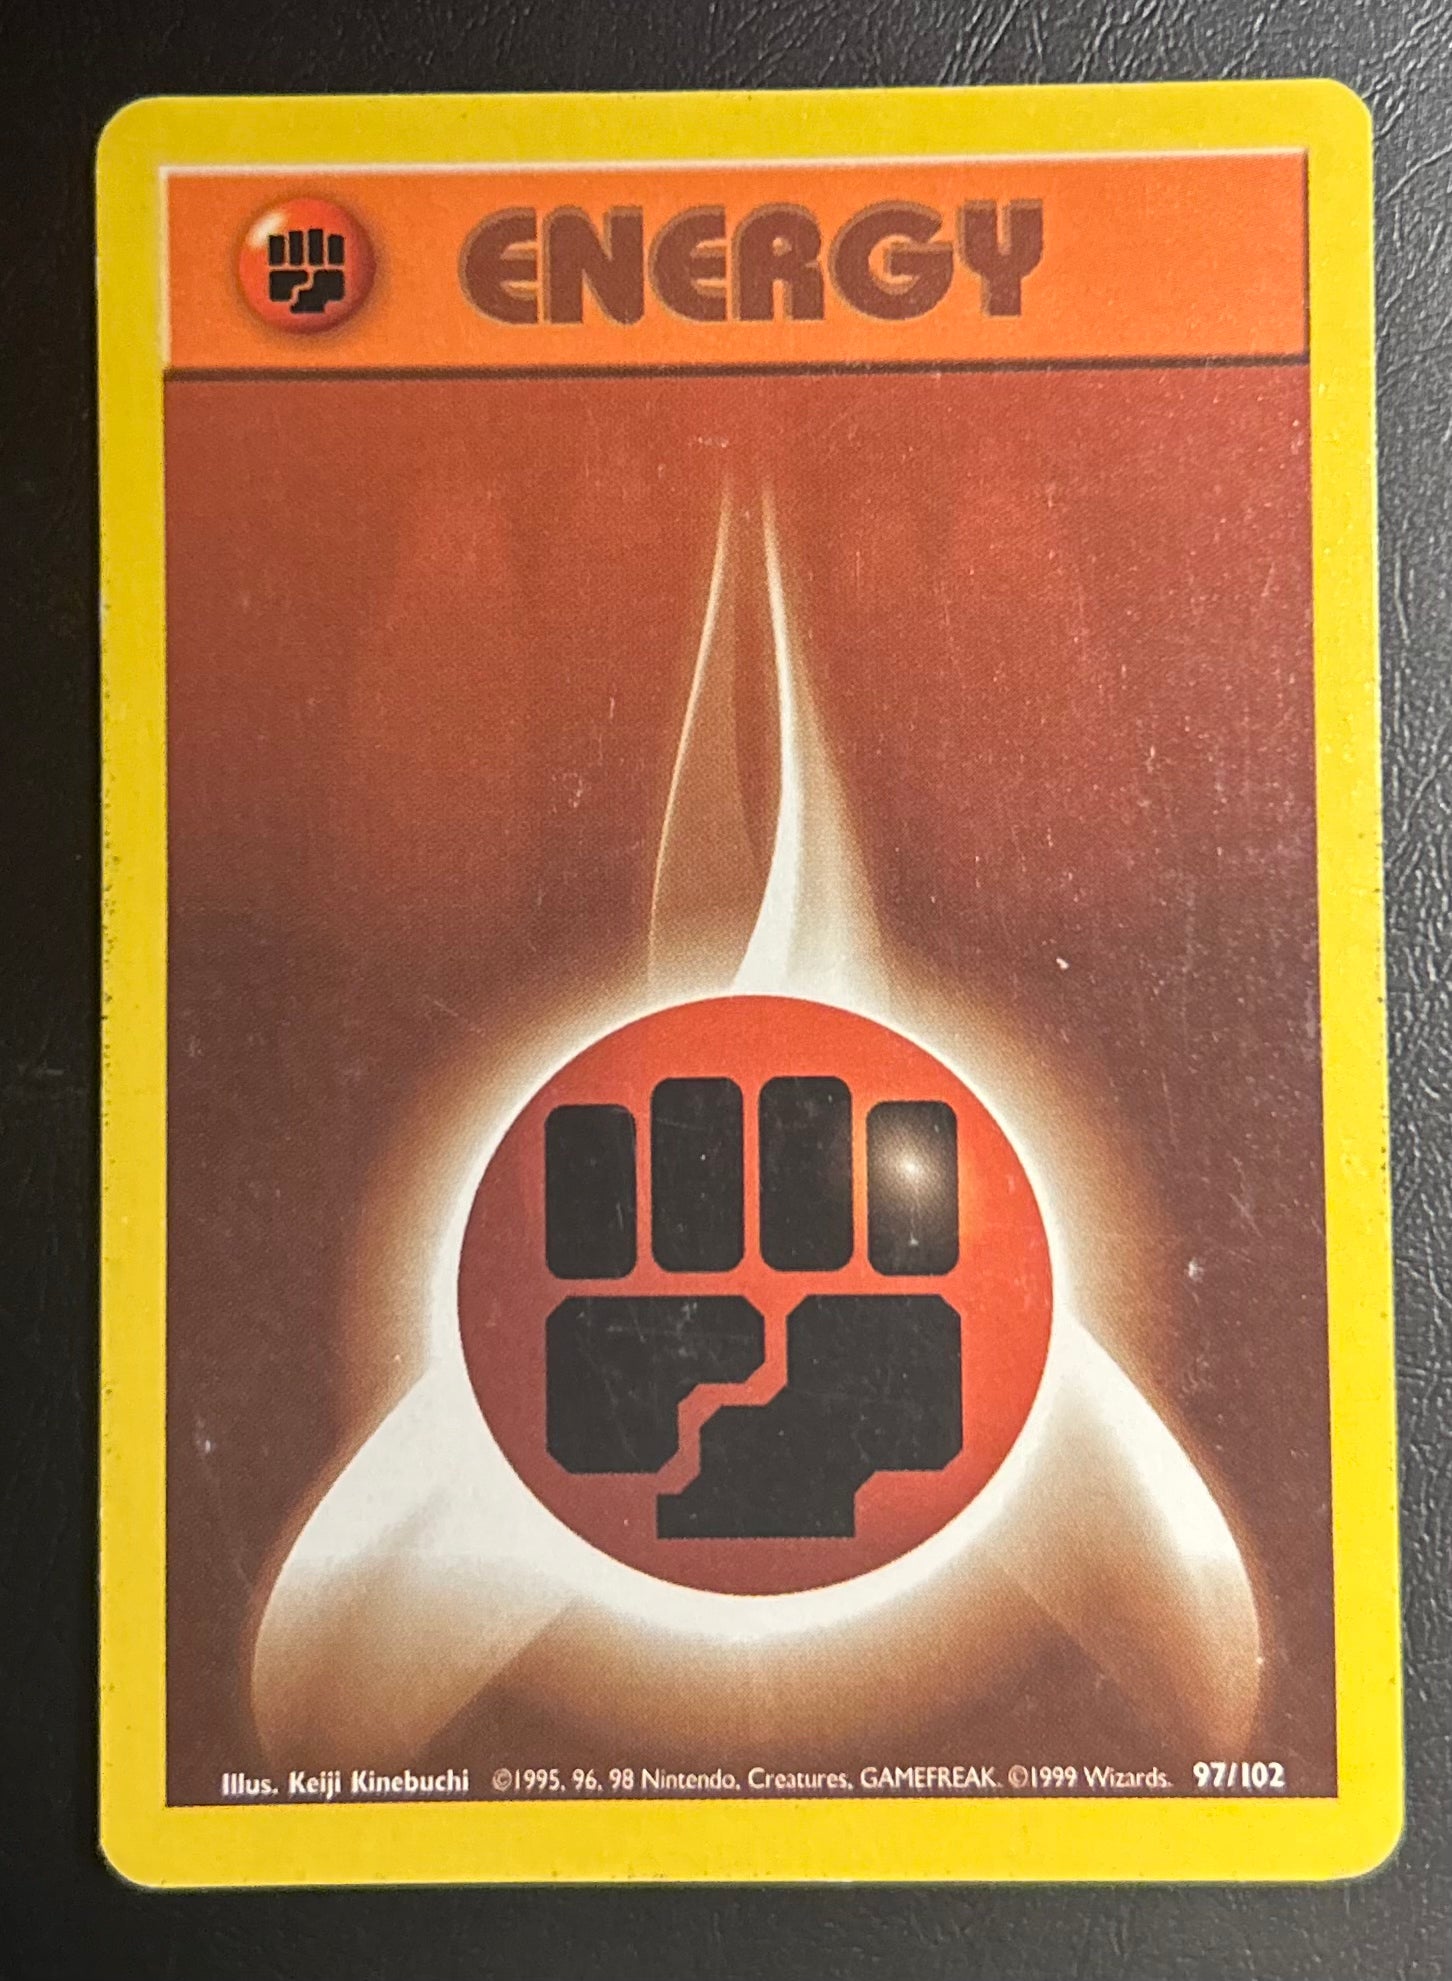 ENERGY
Illus. Keiji Kinebuchi ©1995, 96, 98 Nintendo, Creatures, GAMEFREAK. ©1999 Wizards. 97/102